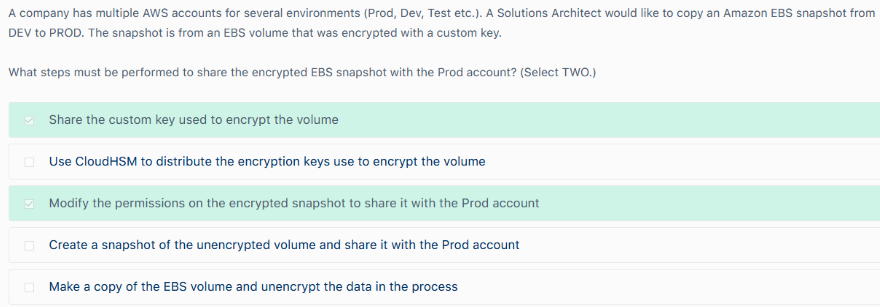 A company has multiple AWS accounts for several environments (Prod, Dev, Test etc.). A Solutions Architect would like to copy an Amazon EBS snapshot from
DEV to PROD. The snapshot is from an EBS volume that was encrypted with a custom key.
What steps must be performed to share the encrypted EBS snapshot with the Prod account? (Select TWO.)
Share the custom key used to encrypt the volume
Use CloudHSM to distribute the encryption keys use to encrypt the volume
Modify the permissions on the encrypted snapshot to share it with the Prod account
Create a snapshot of the unencrypted volume and share it with the Prod account
Make a copy of the EBS volume and unencrypt the data in the process